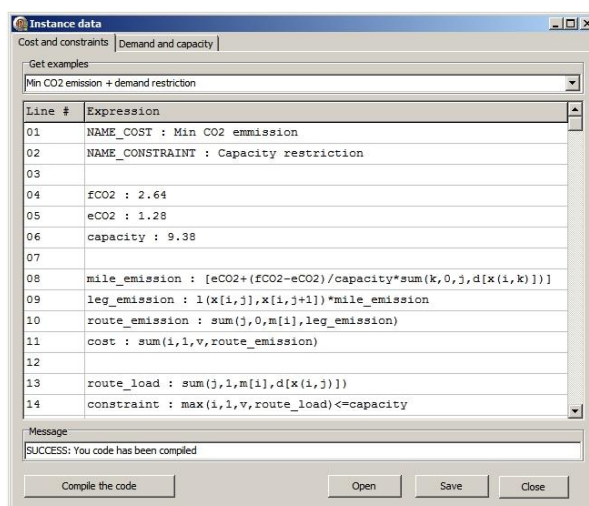 Instance data
Cost and constraints Demand and capacity
Get examples
Min CO2 emission + demand restriction
Line # Expression
01 NAME_COST : Min CO2 emmission
02 NAME_CONSTRAINT : Capacity restriction
03
04 fCO2 : 2.64
05 eCO2 : 1.28
06 capacity : 9.38
07
08 mile_emission : [eCO2+(fCO2-eCO2)/capacity*sum(k,0,j,d[x(i,k)])]
09 leg_emission : l(x[i,j],x[i,j+1])*mile_emission
10 route_emission : sum(j,0,m[i],leg_emission)
11 cost : sum(i,1,v,route_emission)
12
13 route_load : sum(j,1,m[i],d[x(i,j)])
14 constraint : max(i,1,v,route_load)<=capacity
Message
SUCCESS: You code has been compiled
Compile the code Open Save Close